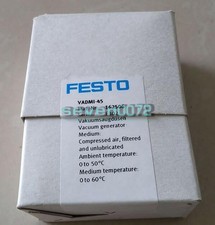 FESTO
VADMI-45
Vakuumsaugdüsen
Vacuum generator
Medium:
Compressed air, filtered
and unlubricated
Ambient temperature:
0 to 50°C
Medium temperature:
0 to 60°C